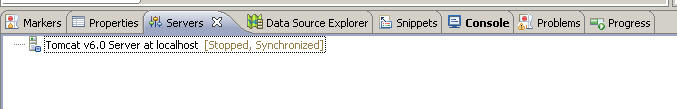 Markers Properties Servers Data Source Explorer Snippets Console Problems Progress
Tomcat v6.0 Server at localhost [Stopped, Synchronized]